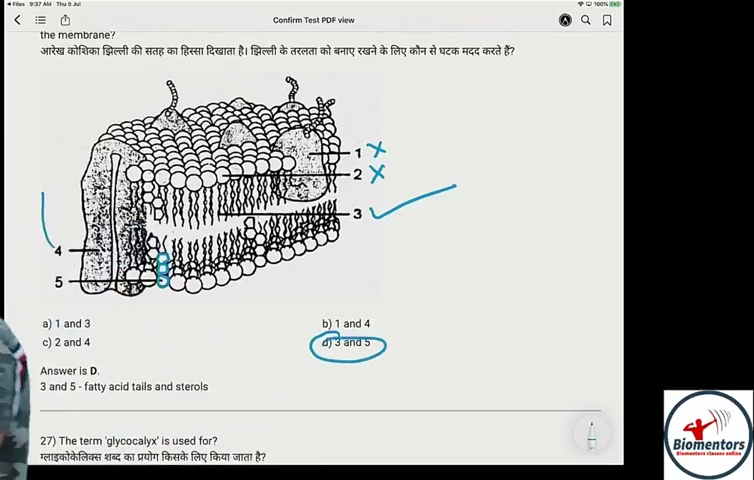 Files 9:37 AM Thu 9 Jul
100%
Confirm Test PDF view
the membrane?
आरेख कोशिका झिल्ली की सतह का हिस्सा दिखाता है। झिल्ली के तरलता को बनाए रखने के लिए कौन से घटक मदद करते हैं?
1
2
3
4
5
a) 1 and 3
b) 1 and 4
c) 2 and 4
d) 3 and 5
Answer is D.
3 and 5 - fatty acid tails and sterols
27) The term 'glycocalyx' is used for?
ग्लाइकोकेलिक्स शब्द का प्रयोग किसके लिए किया जाता है?
Biomentors
Biomentors classes online